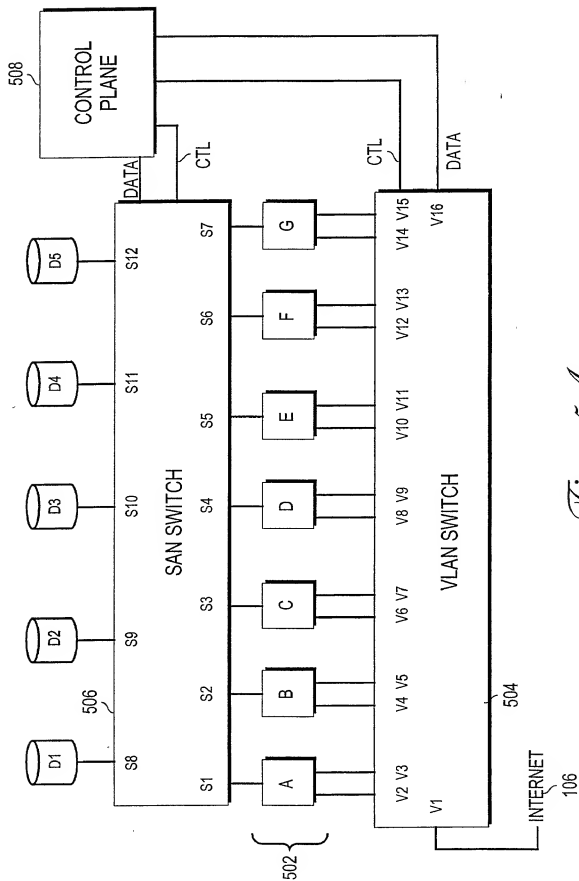 508
CONTROL
PLANE
DATA
CTL
CTL
DATA
D1
D2
D3
D4
D5
S8
S9
S10
S11
S12
506
SAN SWITCH
S1
S2
S3
S4
S5
S6
S7
502
A
B
C
D
E
F
G
V2 V3
V4 V5
V6 V7
V8 V9
V10 V11
V12 V13
V14 V15
V1
VLAN SWITCH
V16
504
INTERNET
106